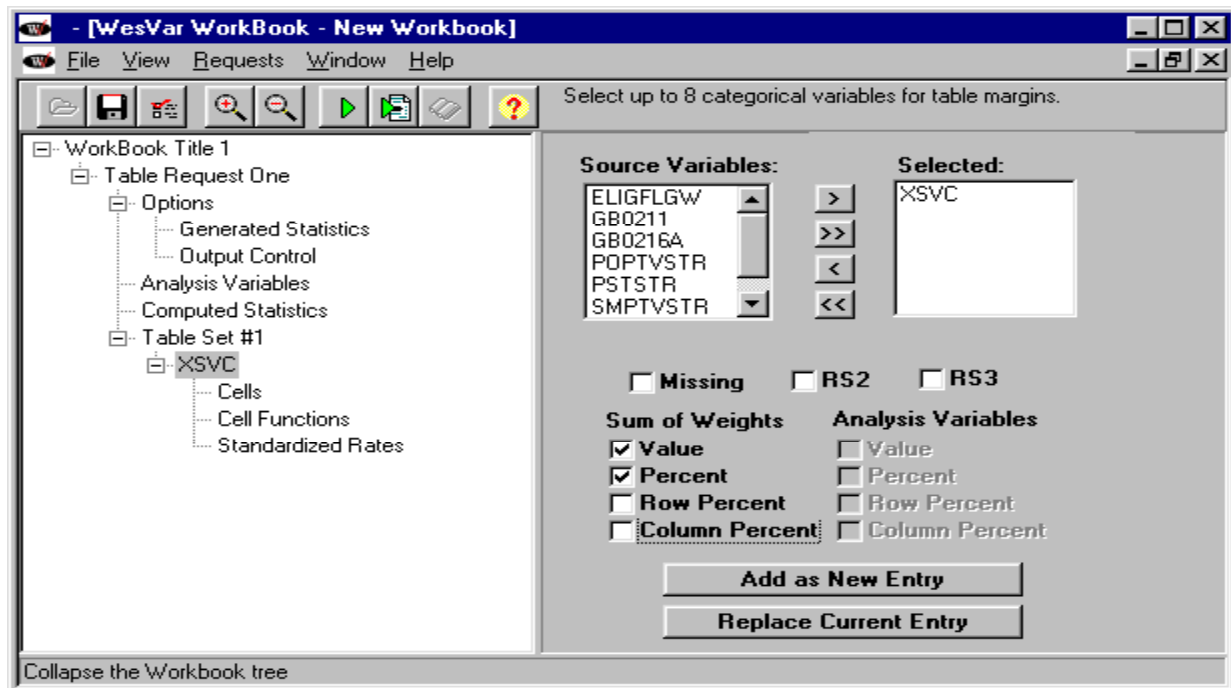 - [WesVar WorkBook - New Workbook]
File View Requests Window Help
Select up to 8 categorical variables for table margins.
WorkBook Title 1
Table Request One
Options
Generated Statistics
Output Control
Analysis Variables
Computed Statistics
Table Set #1
XSVC
Cells
Cell Functions
Standardized Rates
Source Variables:
ELIGFLGW
GB0211
GB0216A
POPTVSTR
PSTSTR
SMPTVSTR
>
>>
<
<<
Selected:
XSVC
Missing RS2 RS3
Sum of Weights
Value
Percent
Row Percent
Column Percent
Analysis Variables
Value
Percent
Row Percent
Column Percent
Add as New Entry
Replace Current Entry
Collapse the Workbook tree